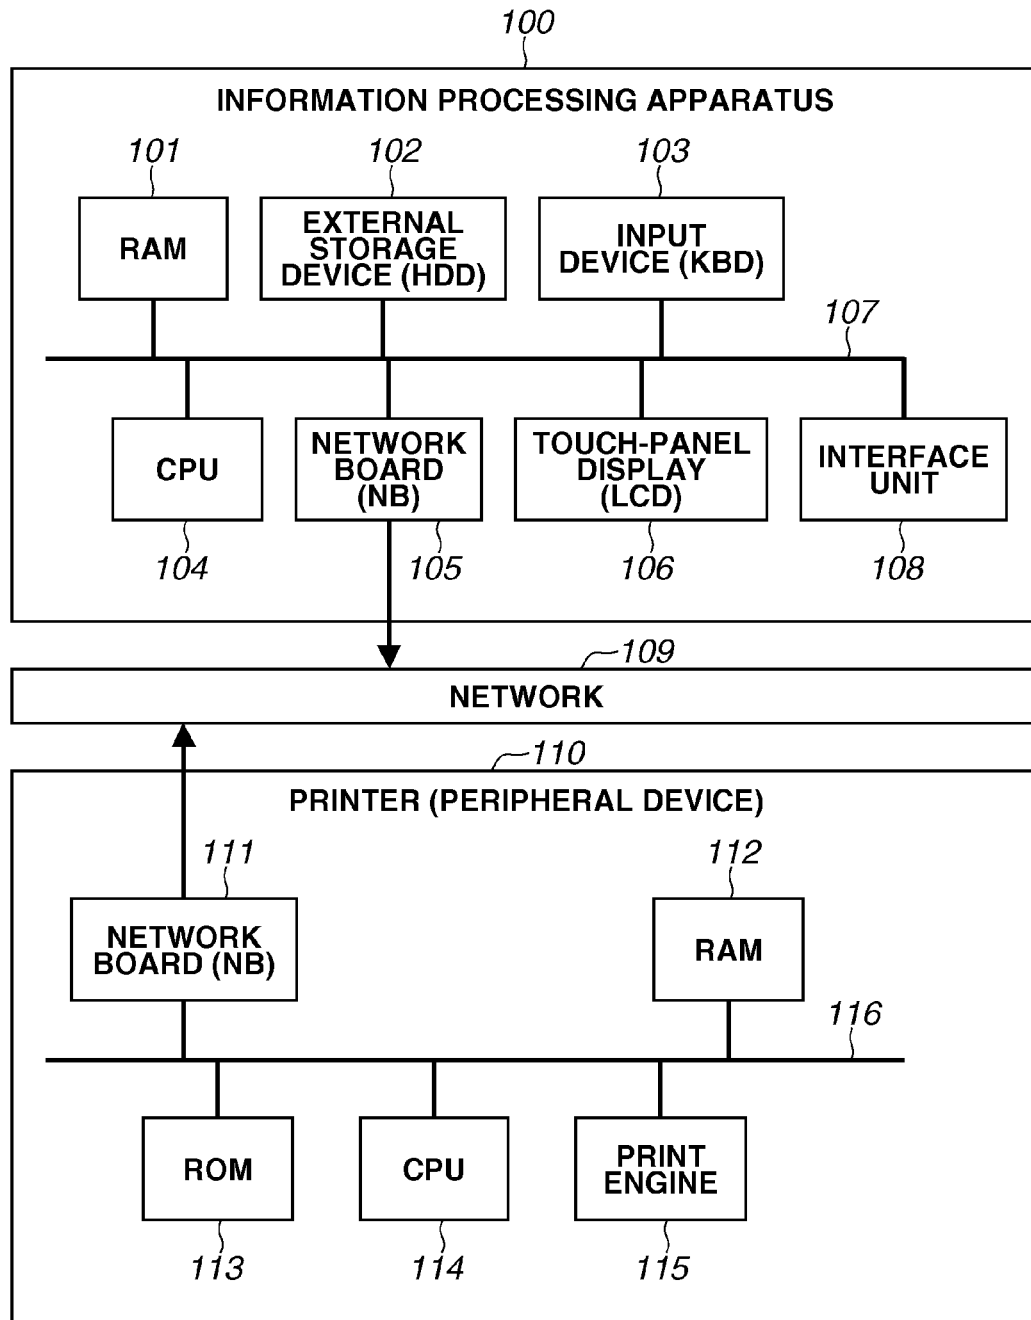 100
INFORMATION PROCESSING APPARATUS
101
102
103
RAM
EXTERNAL
STORAGE
DEVICE (HDD)
INPUT
DEVICE (KBD)
107
CPU
NETWORK
BOARD
(NB)
TOUCH-PANEL
DISPLAY
(LCD)
INTERFACE
UNIT
104
105
106
108
109
NETWORK
110
PRINTER (PERIPHERAL DEVICE)
111
112
NETWORK
BOARD (NB)
RAM
116
ROM
CPU
PRINT
ENGINE
113
114
115